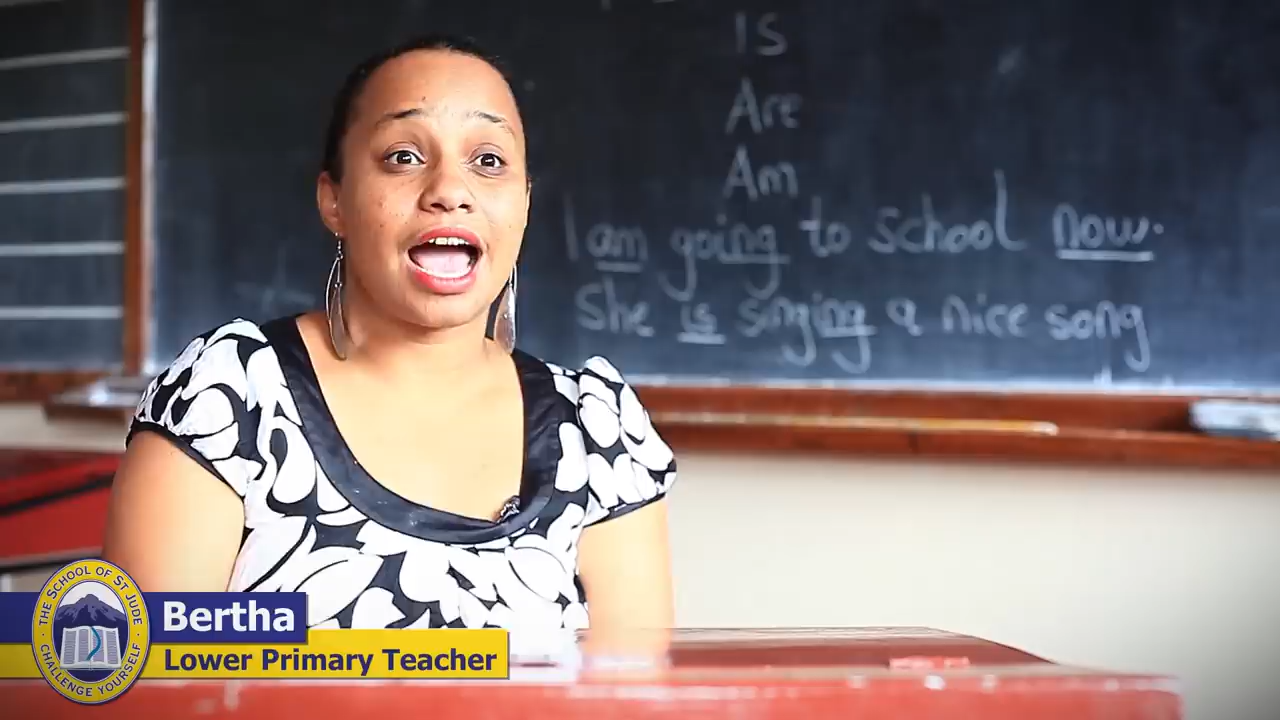 Is
Are
Am
I am going to school now.
She is singing a nice song
THE SCHOOL OF ST JUDE
CHALLENGE YOURSELF
Bertha
Lower Primary Teacher